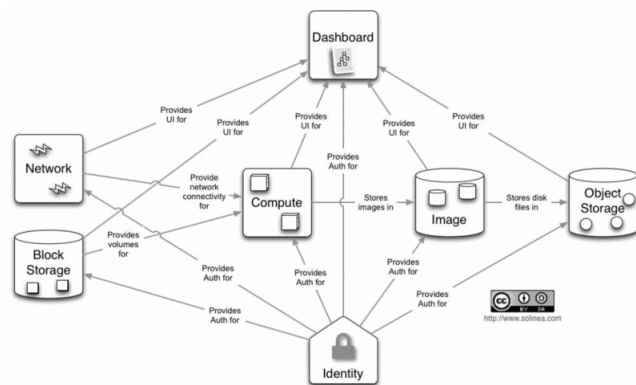 Dashboard
Provides
UI for
Provides
UI for
Provides
UI for
Provides
UI for
Provides
UI for
Provides
Auth for
Network
Provide
network
connectivity
for
Compute
Stores
images in
Image
Stores disk
files in
Object
Storage
Block
Storage
Provides
volumes
for
Provides
Auth for
Provides
Auth for
Provides
Auth for
Provides
Auth for
Provides
Auth for
Identity
cc
BY SA
http://www.solinea.com